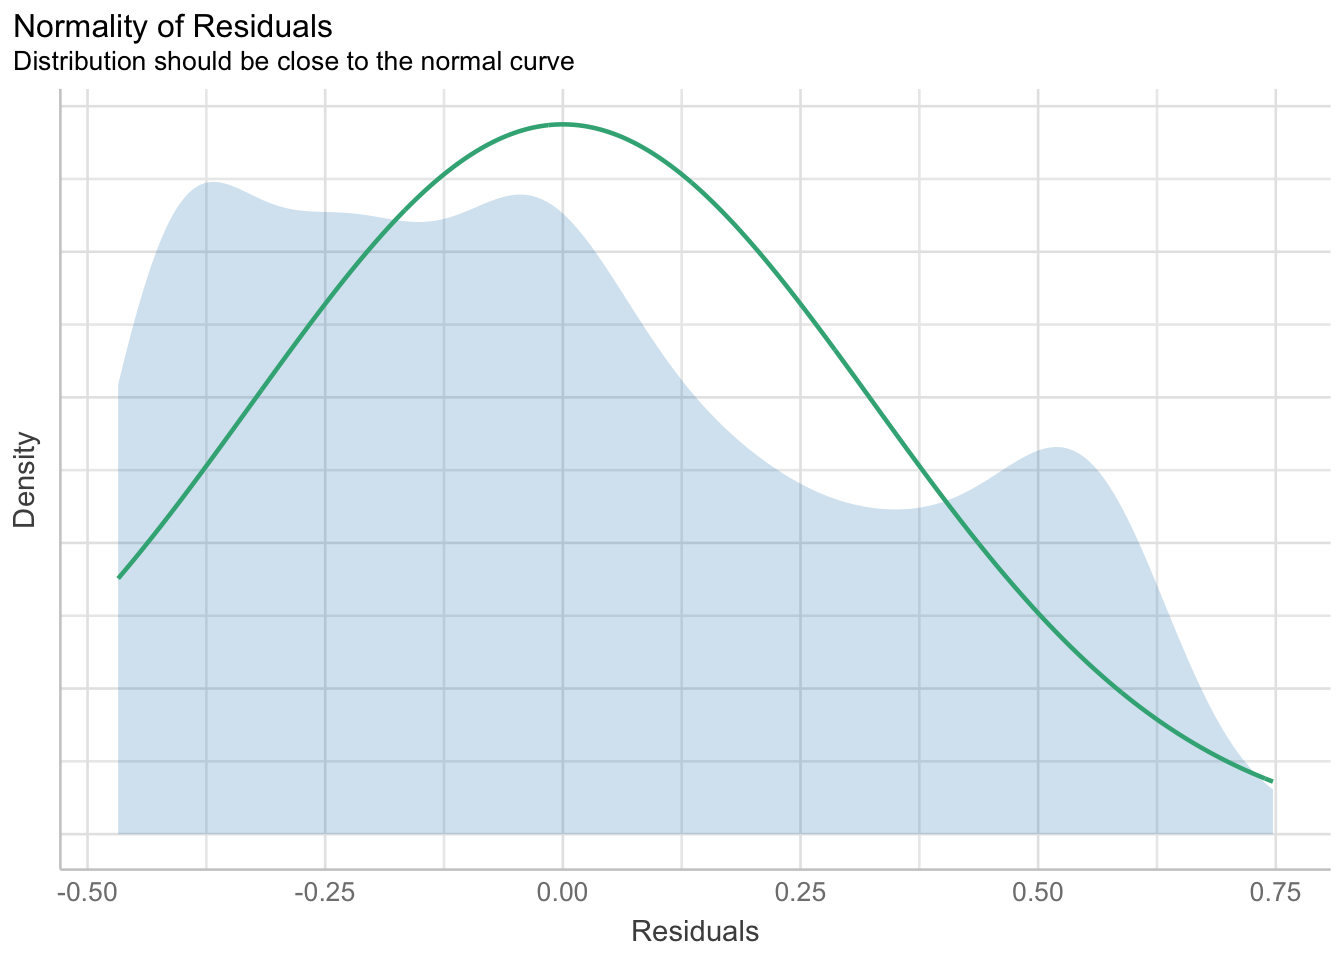 Normality of Residuals
Distribution should be close to the normal curve
Density
-0.50 -0.25 0.00 0.25 0.50 0.75
Residuals